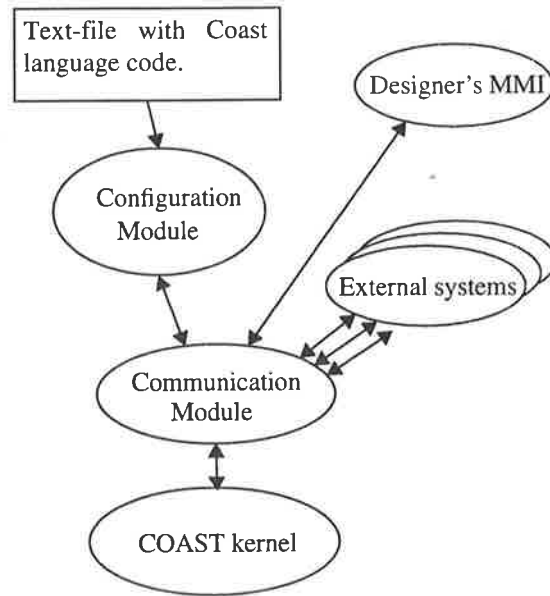 Text-file with Coast
language code.
Designer's MMI
Configuration
Module
External systems
Communication
Module
COAST kernel